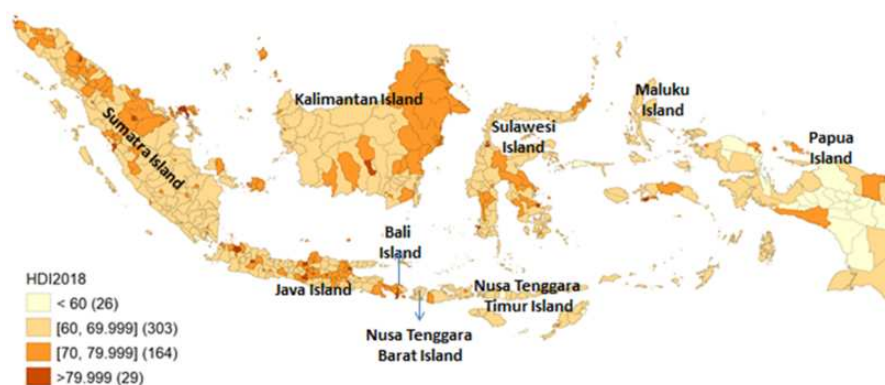 Kalimantan Island
Sumatra Island
Sulawesi
Island
Maluku
Island
Papua
Island
Bali
Island
Java Island
Nusa Tenggara
Timur Island
Nusa Tenggara
Barat Island
HDI2018
< 60 (26)
[60, 69.999] (303)
[70, 79.999] (164)
>79.999 (29)